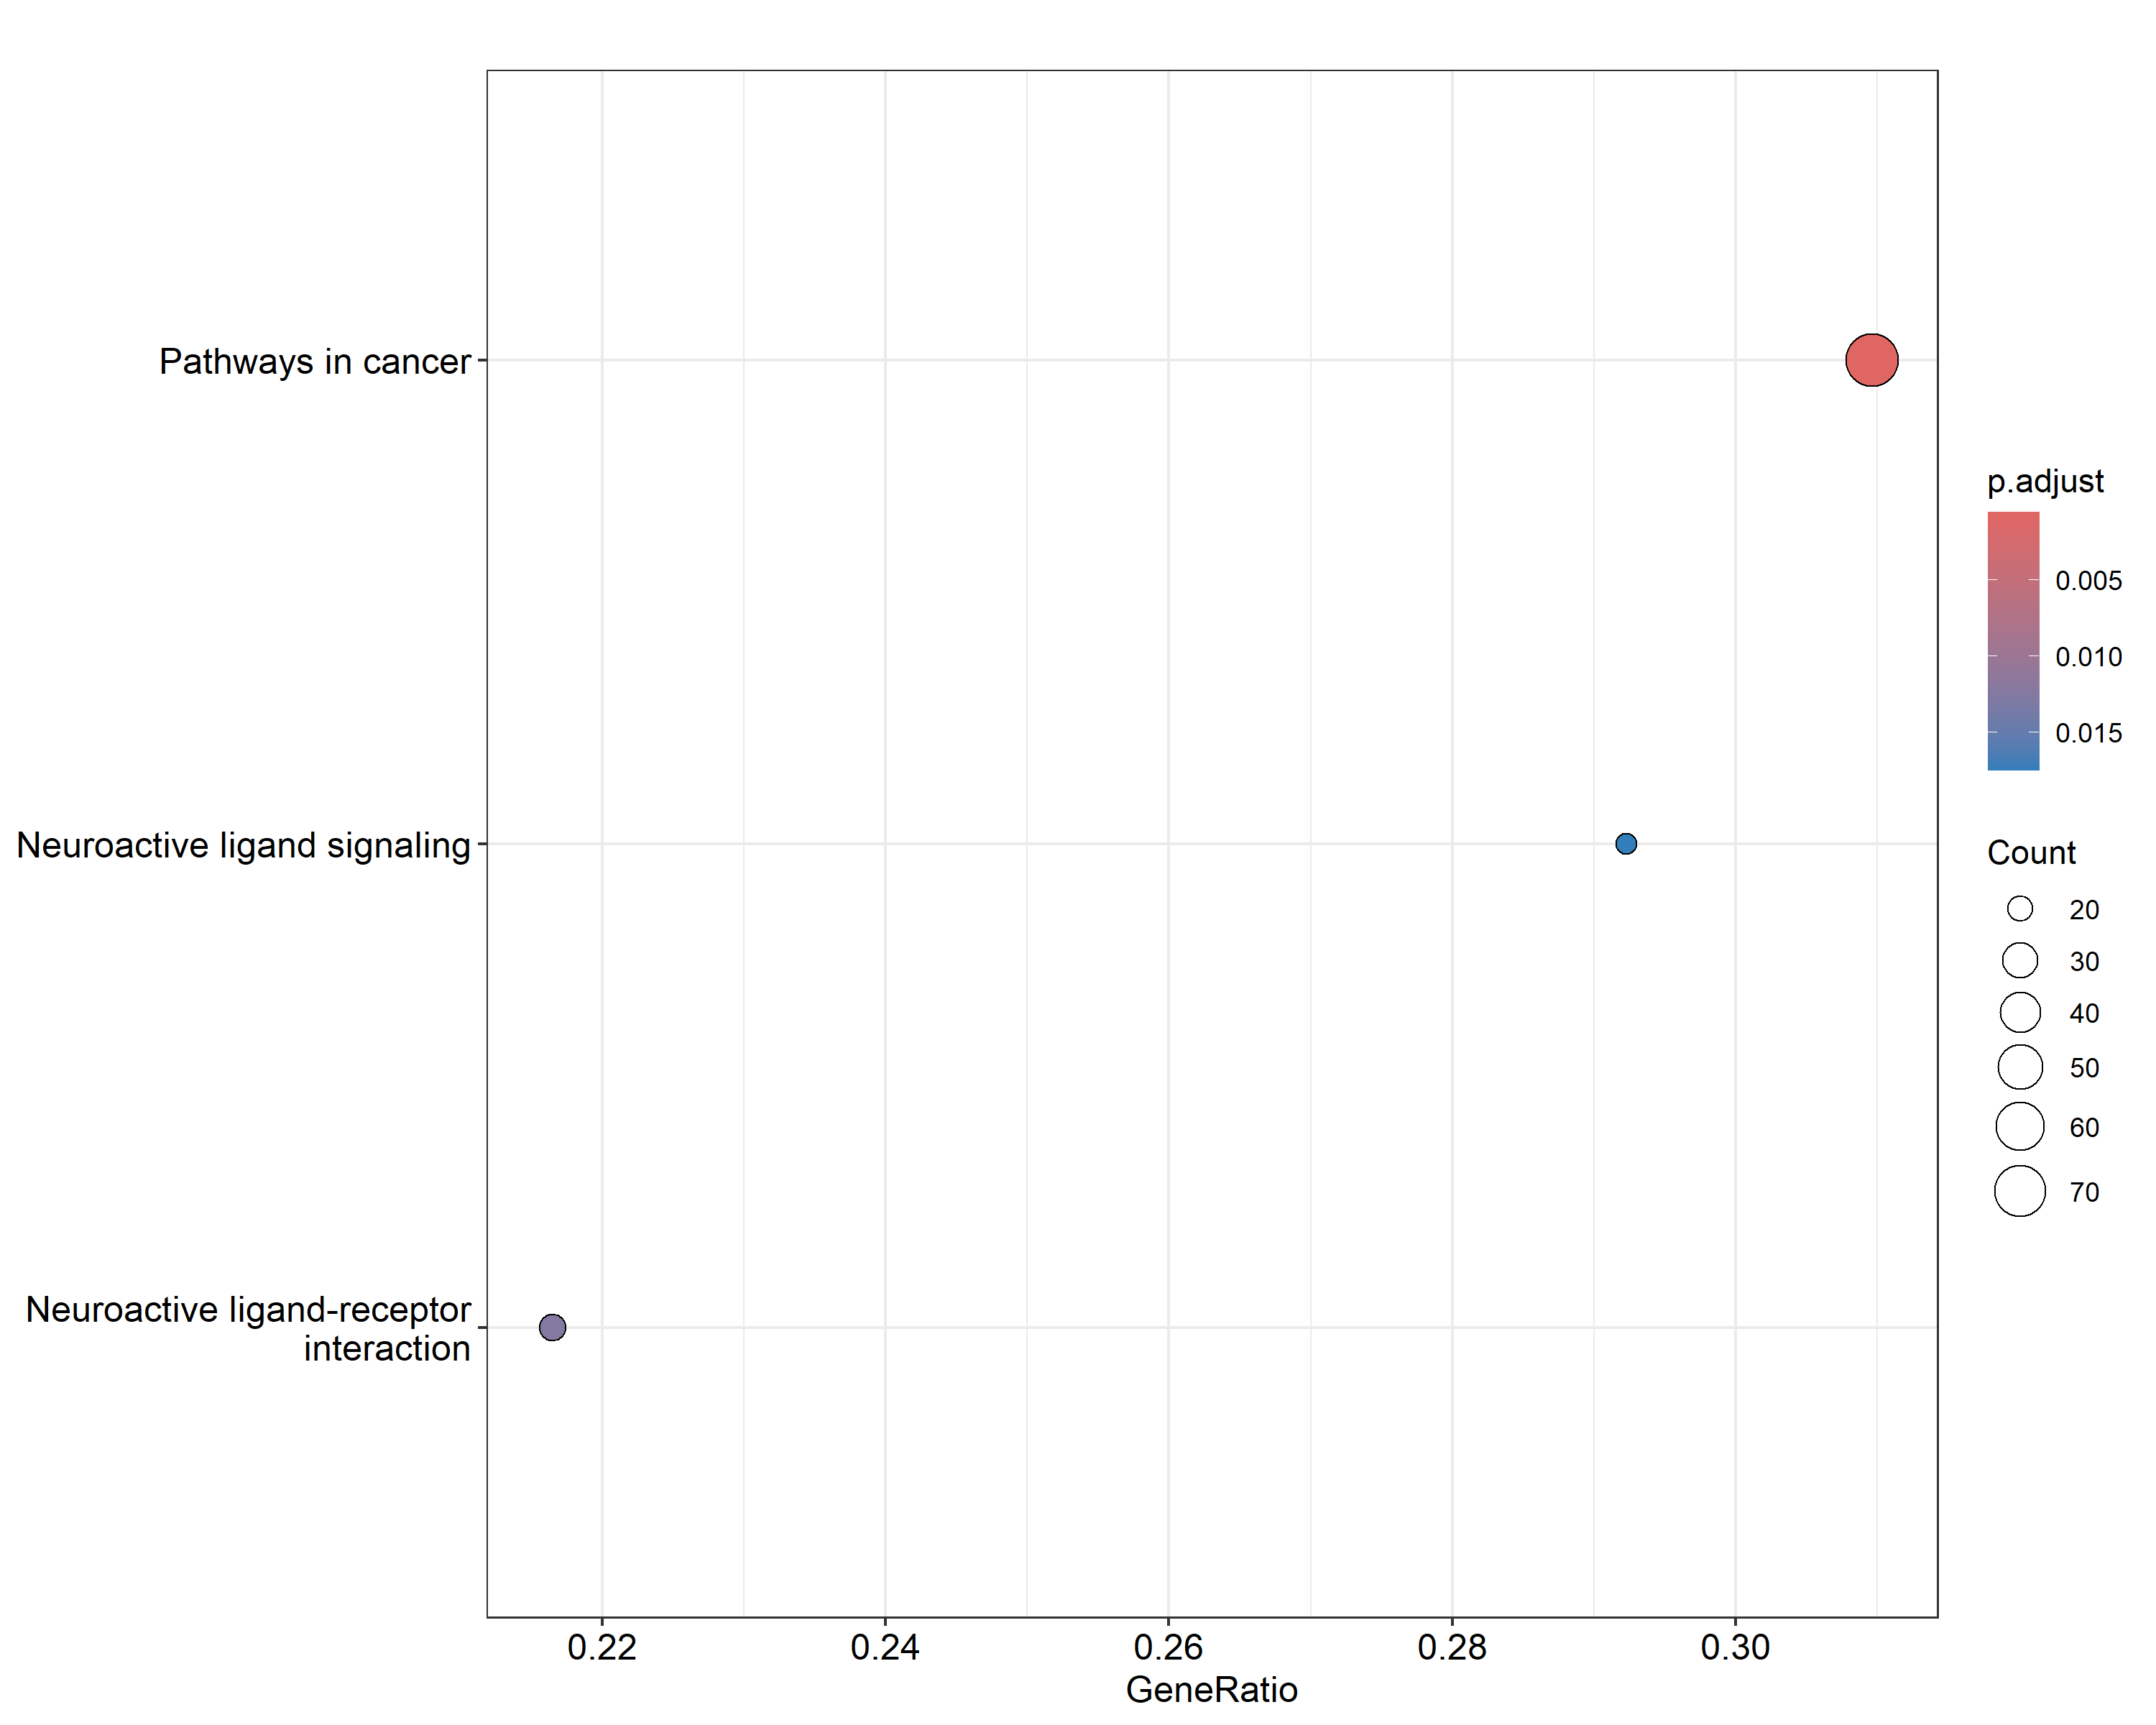 Pathways in cancer
Neuroactive ligand signaling
Neuroactive ligand-receptor
interaction
0.22
0.24
0.26
0.28
0.30
GeneRatio
p.adjust
0.005
0.010
0.015
Count
20
30
40
50
60
70